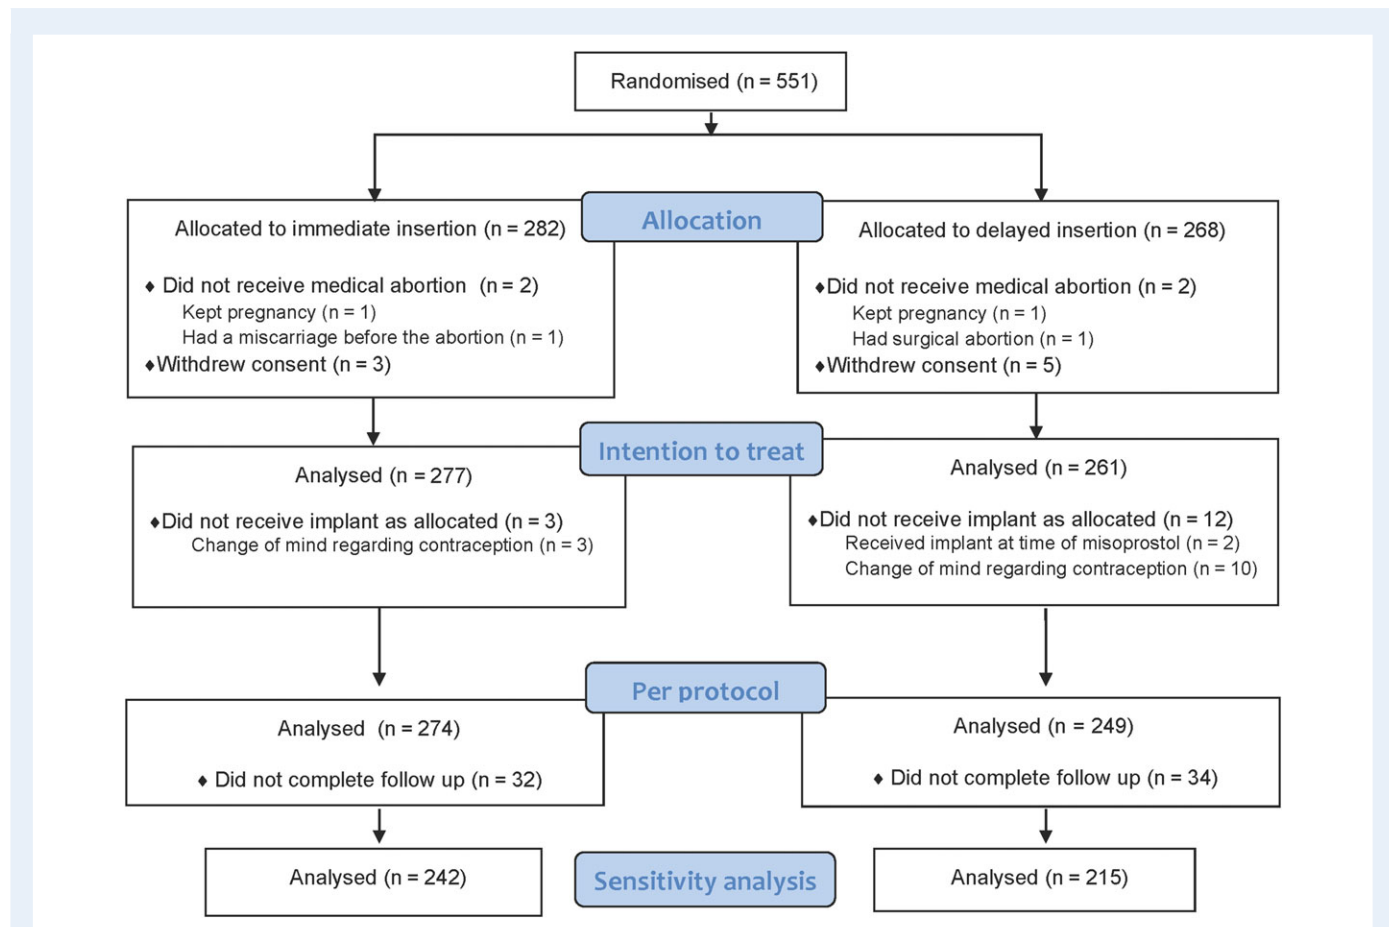 Randomised (n = 551)
Allocation
Allocated to immediate insertion (n = 282)
♦ Did not receive medical abortion (n = 2)
Kept pregnancy (n = 1)
Had a miscarriage before the abortion (n = 1)
♦Withdrew consent (n = 3)
Allocated to delayed insertion (n = 268)
♦Did not receive medical abortion (n = 2)
Kept pregnancy (n = 1)
Had surgical abortion (n = 1)
♦Withdrew consent (n = 5)
Intention to treat
Analysed (n = 277)
♦Did not receive implant as allocated (n = 3)
Change of mind regarding contraception (n = 3)
Analysed (n = 261)
♦Did not receive implant as allocated (n = 12)
Received implant at time of misoprostol (n = 2)
Change of mind regarding contraception (n = 10)
Per protocol
Analysed (n = 274)
♦ Did not complete follow up (n = 32)
Analysed (n = 249)
♦ Did not complete follow up (n = 34)
Analysed (n = 242)
Sensitivity analysis
Analysed (n = 215)